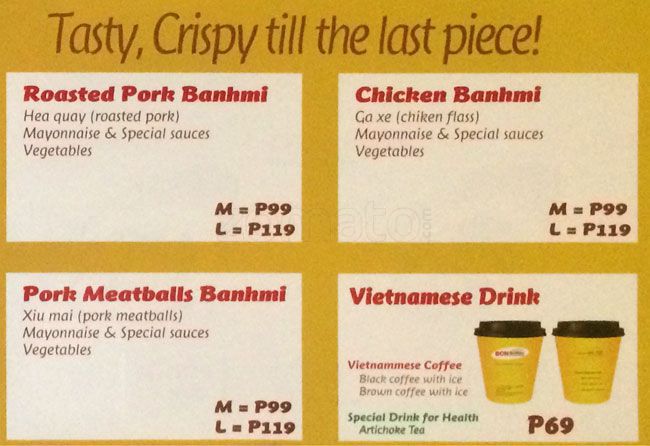 Tasty, Crispy till the last piece!
Roasted Pork Banhmi
Hea quay (roasted pork)
Mayonnaise & Special sauces
Vegetables
M = P99
L = P119
Chicken Banhmi
Ga xe (chiken flass)
Mayonnaise & Special sauces
Vegetables
M = P99
L = P119
Pork Meatballs Banhmi
Xiu mai (pork meatballs)
Mayonnaise & Special sauces
Vegetables
M = P99
L = P119
Vietnamese Drink
Vietnammese Coffee
Black coffee with ice
Brown coffee with ice
Special Drink for Health
Artichoke Tea
P69